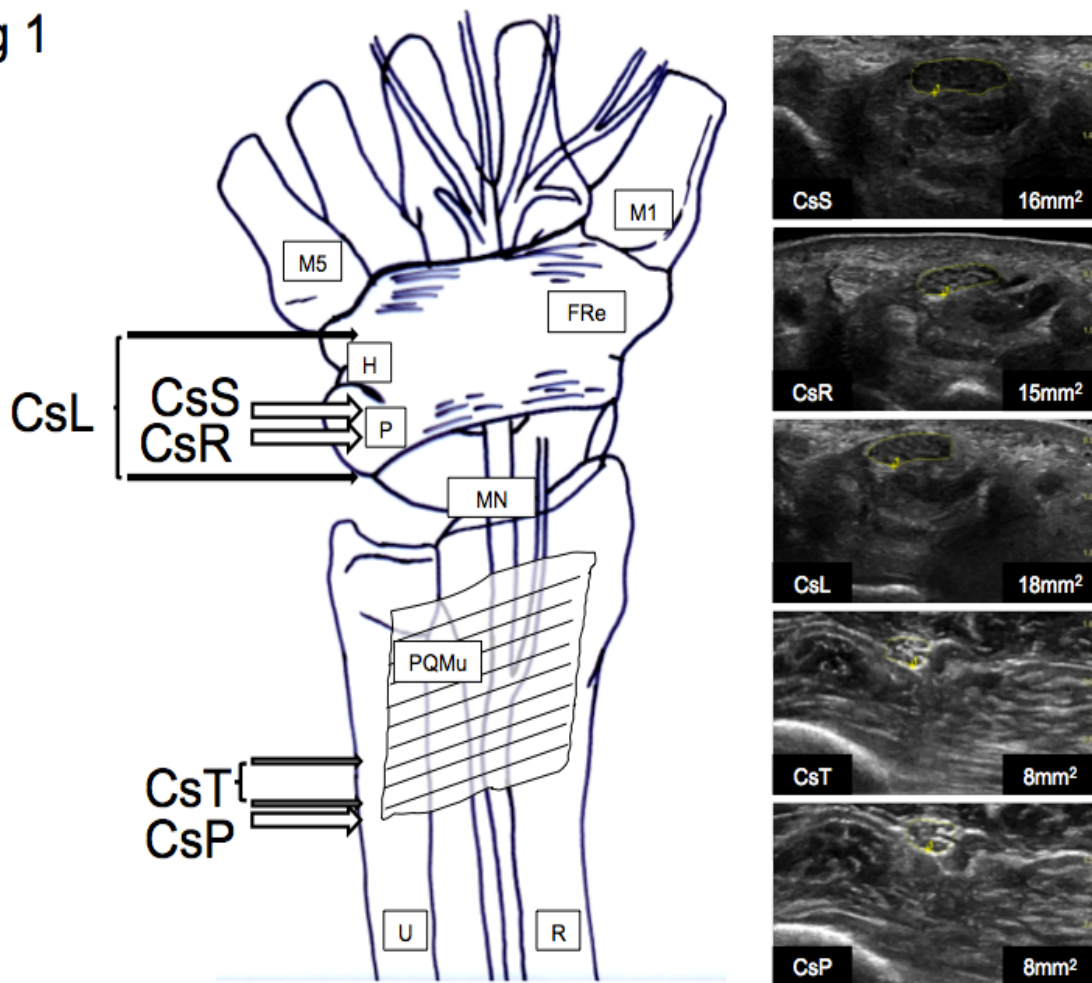 g 1
M1
M5
FRe
H
CsL
CsS
CsR
P
MN
PQMu
CsT
CsP
U
R
CsS 16mm²
CsR 15mm²
CsL 18mm²
CsT 8mm²
CsP 8mm²